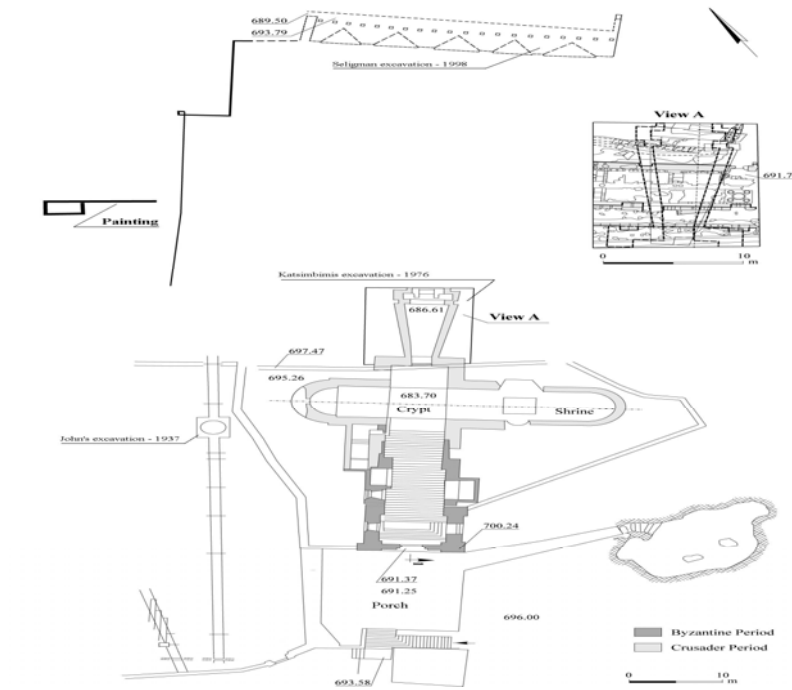 689.50
693.79
Seligman excavation - 1998
View A
691.7
0 10
m
Painting
Katsimbimis excavation - 1976
686.61
View A
697.47
695.26
683.70
Crypt
Shrine
John's excavation - 1937
700.24
691.37
691.25
Porch
696.00
Byzantine Period
Crusader Period
693.58
0 10
m